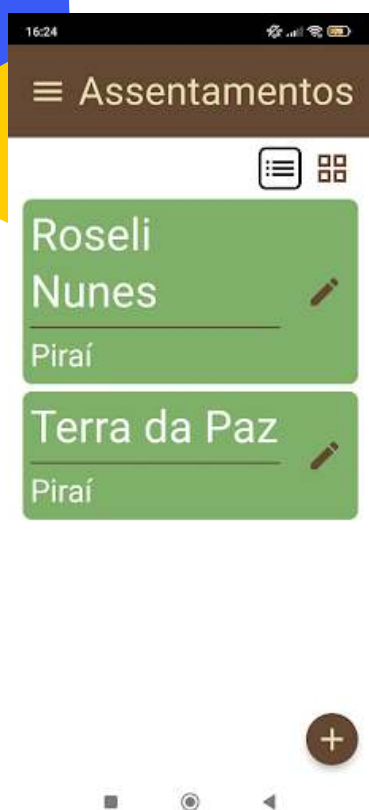 16:24
Assentamentos
Roseli
Nunes
Piraí
Terra da Paz
Piraí